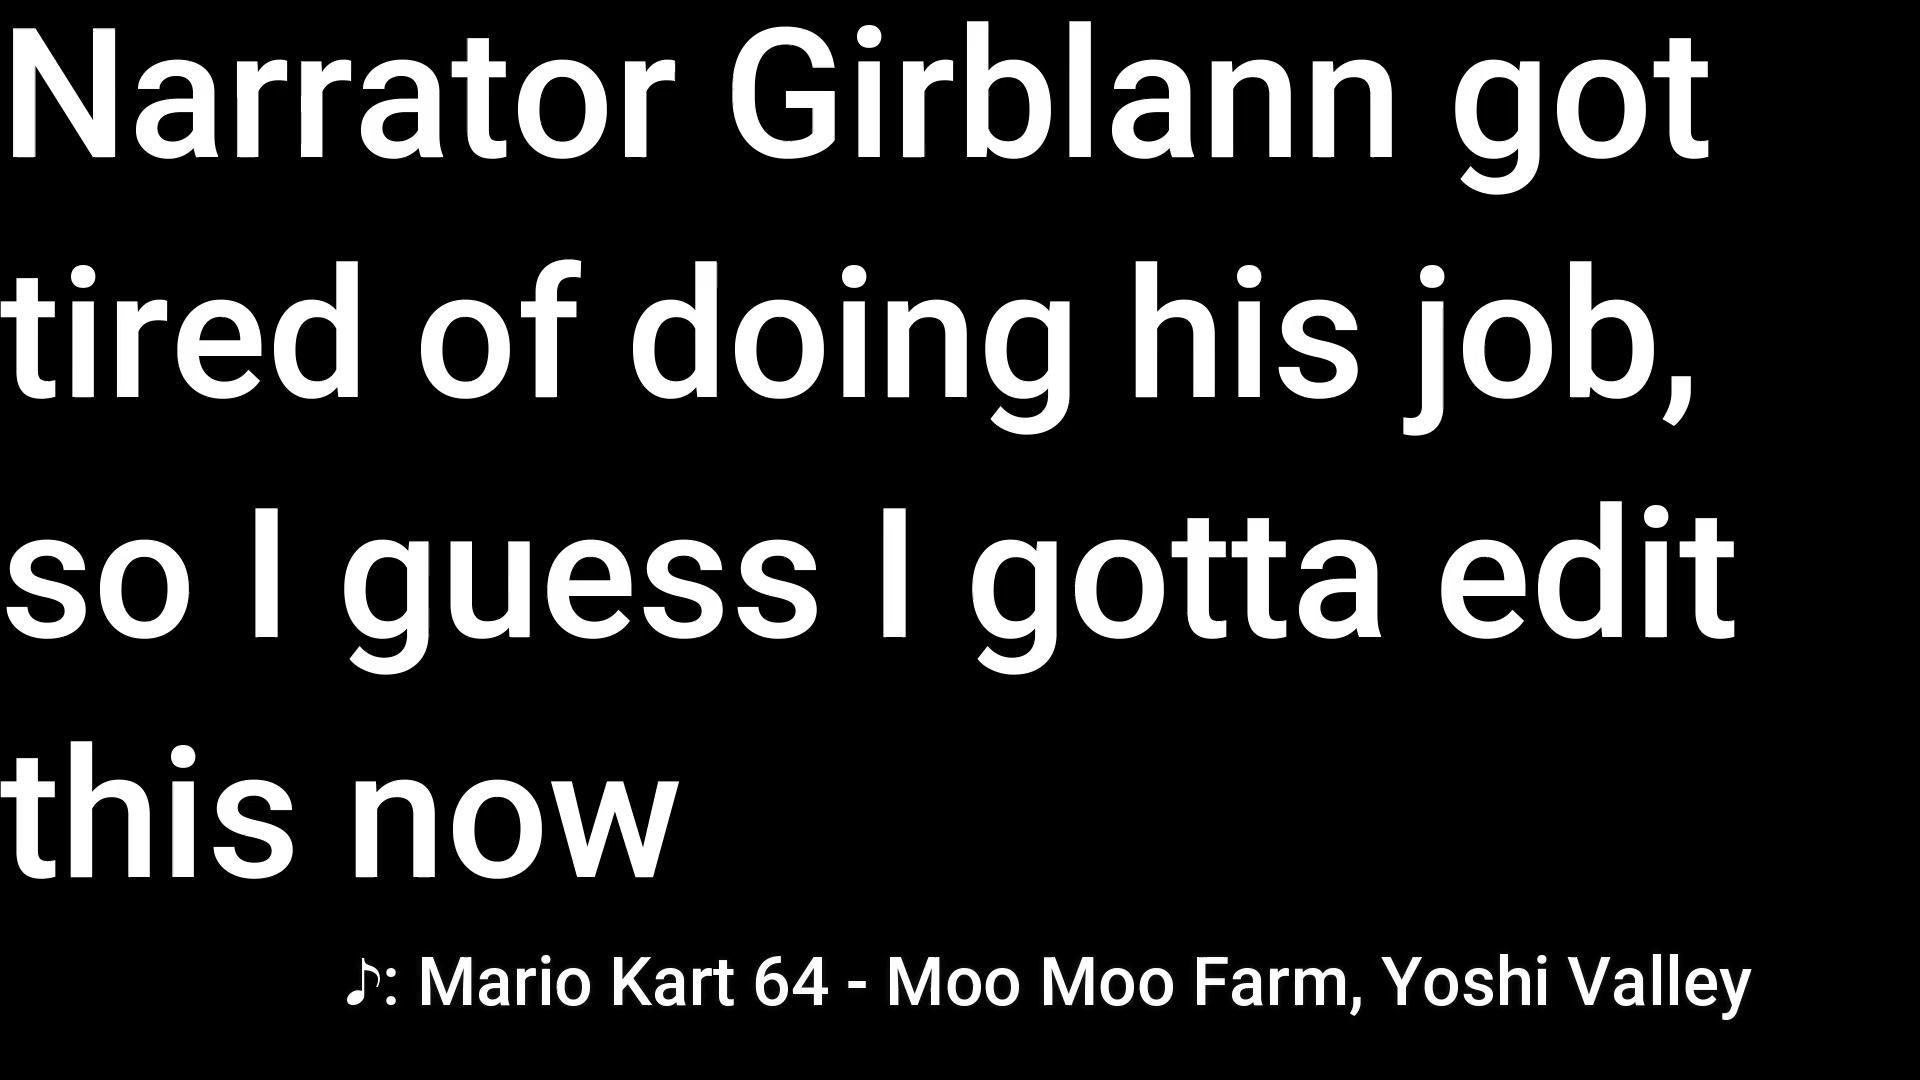 Narrator Girblann got
tired of doing his job,
so I guess I gotta edit
this now
♪: Mario Kart 64 - Moo Moo Farm, Yoshi Valley